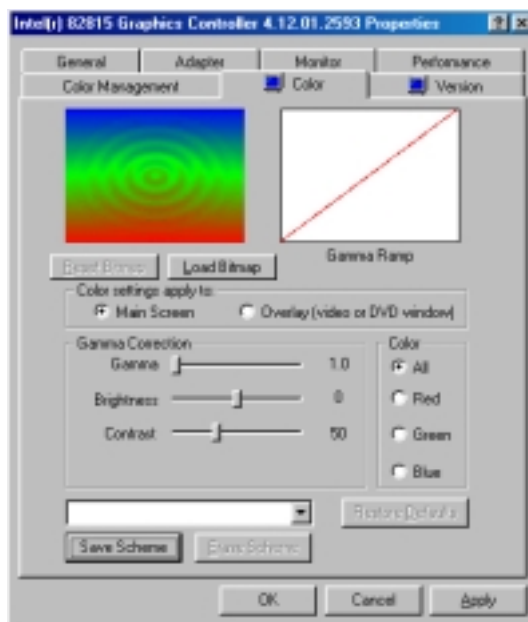 Intel(r) 82815 Graphics Controller 4.12.01.2593 Properties
General Adapter Monitor Performance
Color Management Color Version
Gamma Ramp
Reset Bitmap Load Bitmap
Color settings apply to:
Main Screen Overlay (video or DVD window)
Gamma Correction Color
Gamma 1.0 All
Brightness 0 Red
Contrast 50 Green
Blue
Restore Defaults
Save Scheme Erase Scheme
OK Cancel Apply